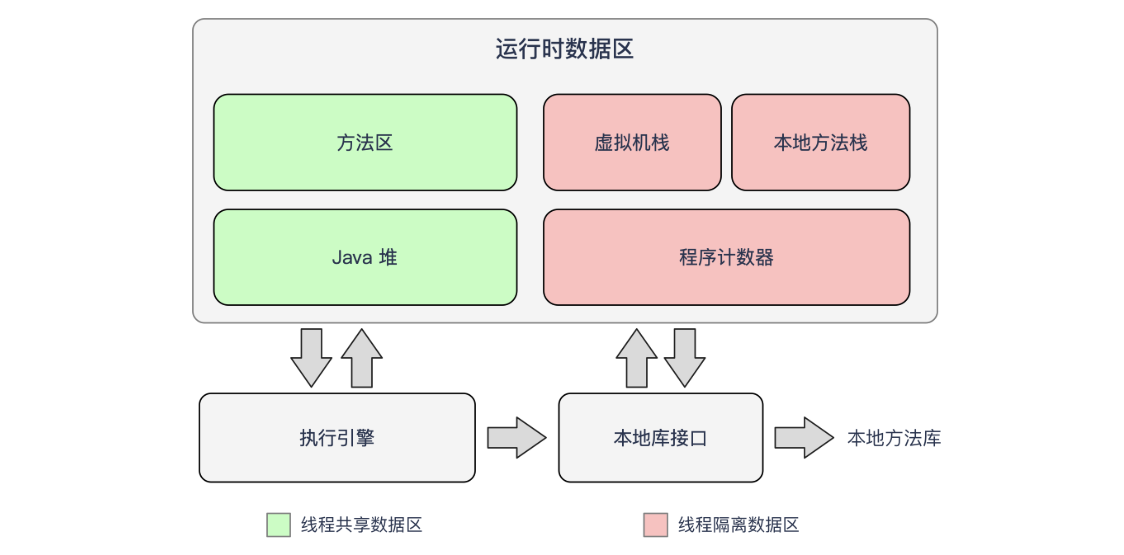 运行时数据区
方法区
虚拟机栈
本地方法栈
Java 堆
程序计数器
执行引擎
本地库接口
本地方法库
线程共享数据区
线程隔离数据区